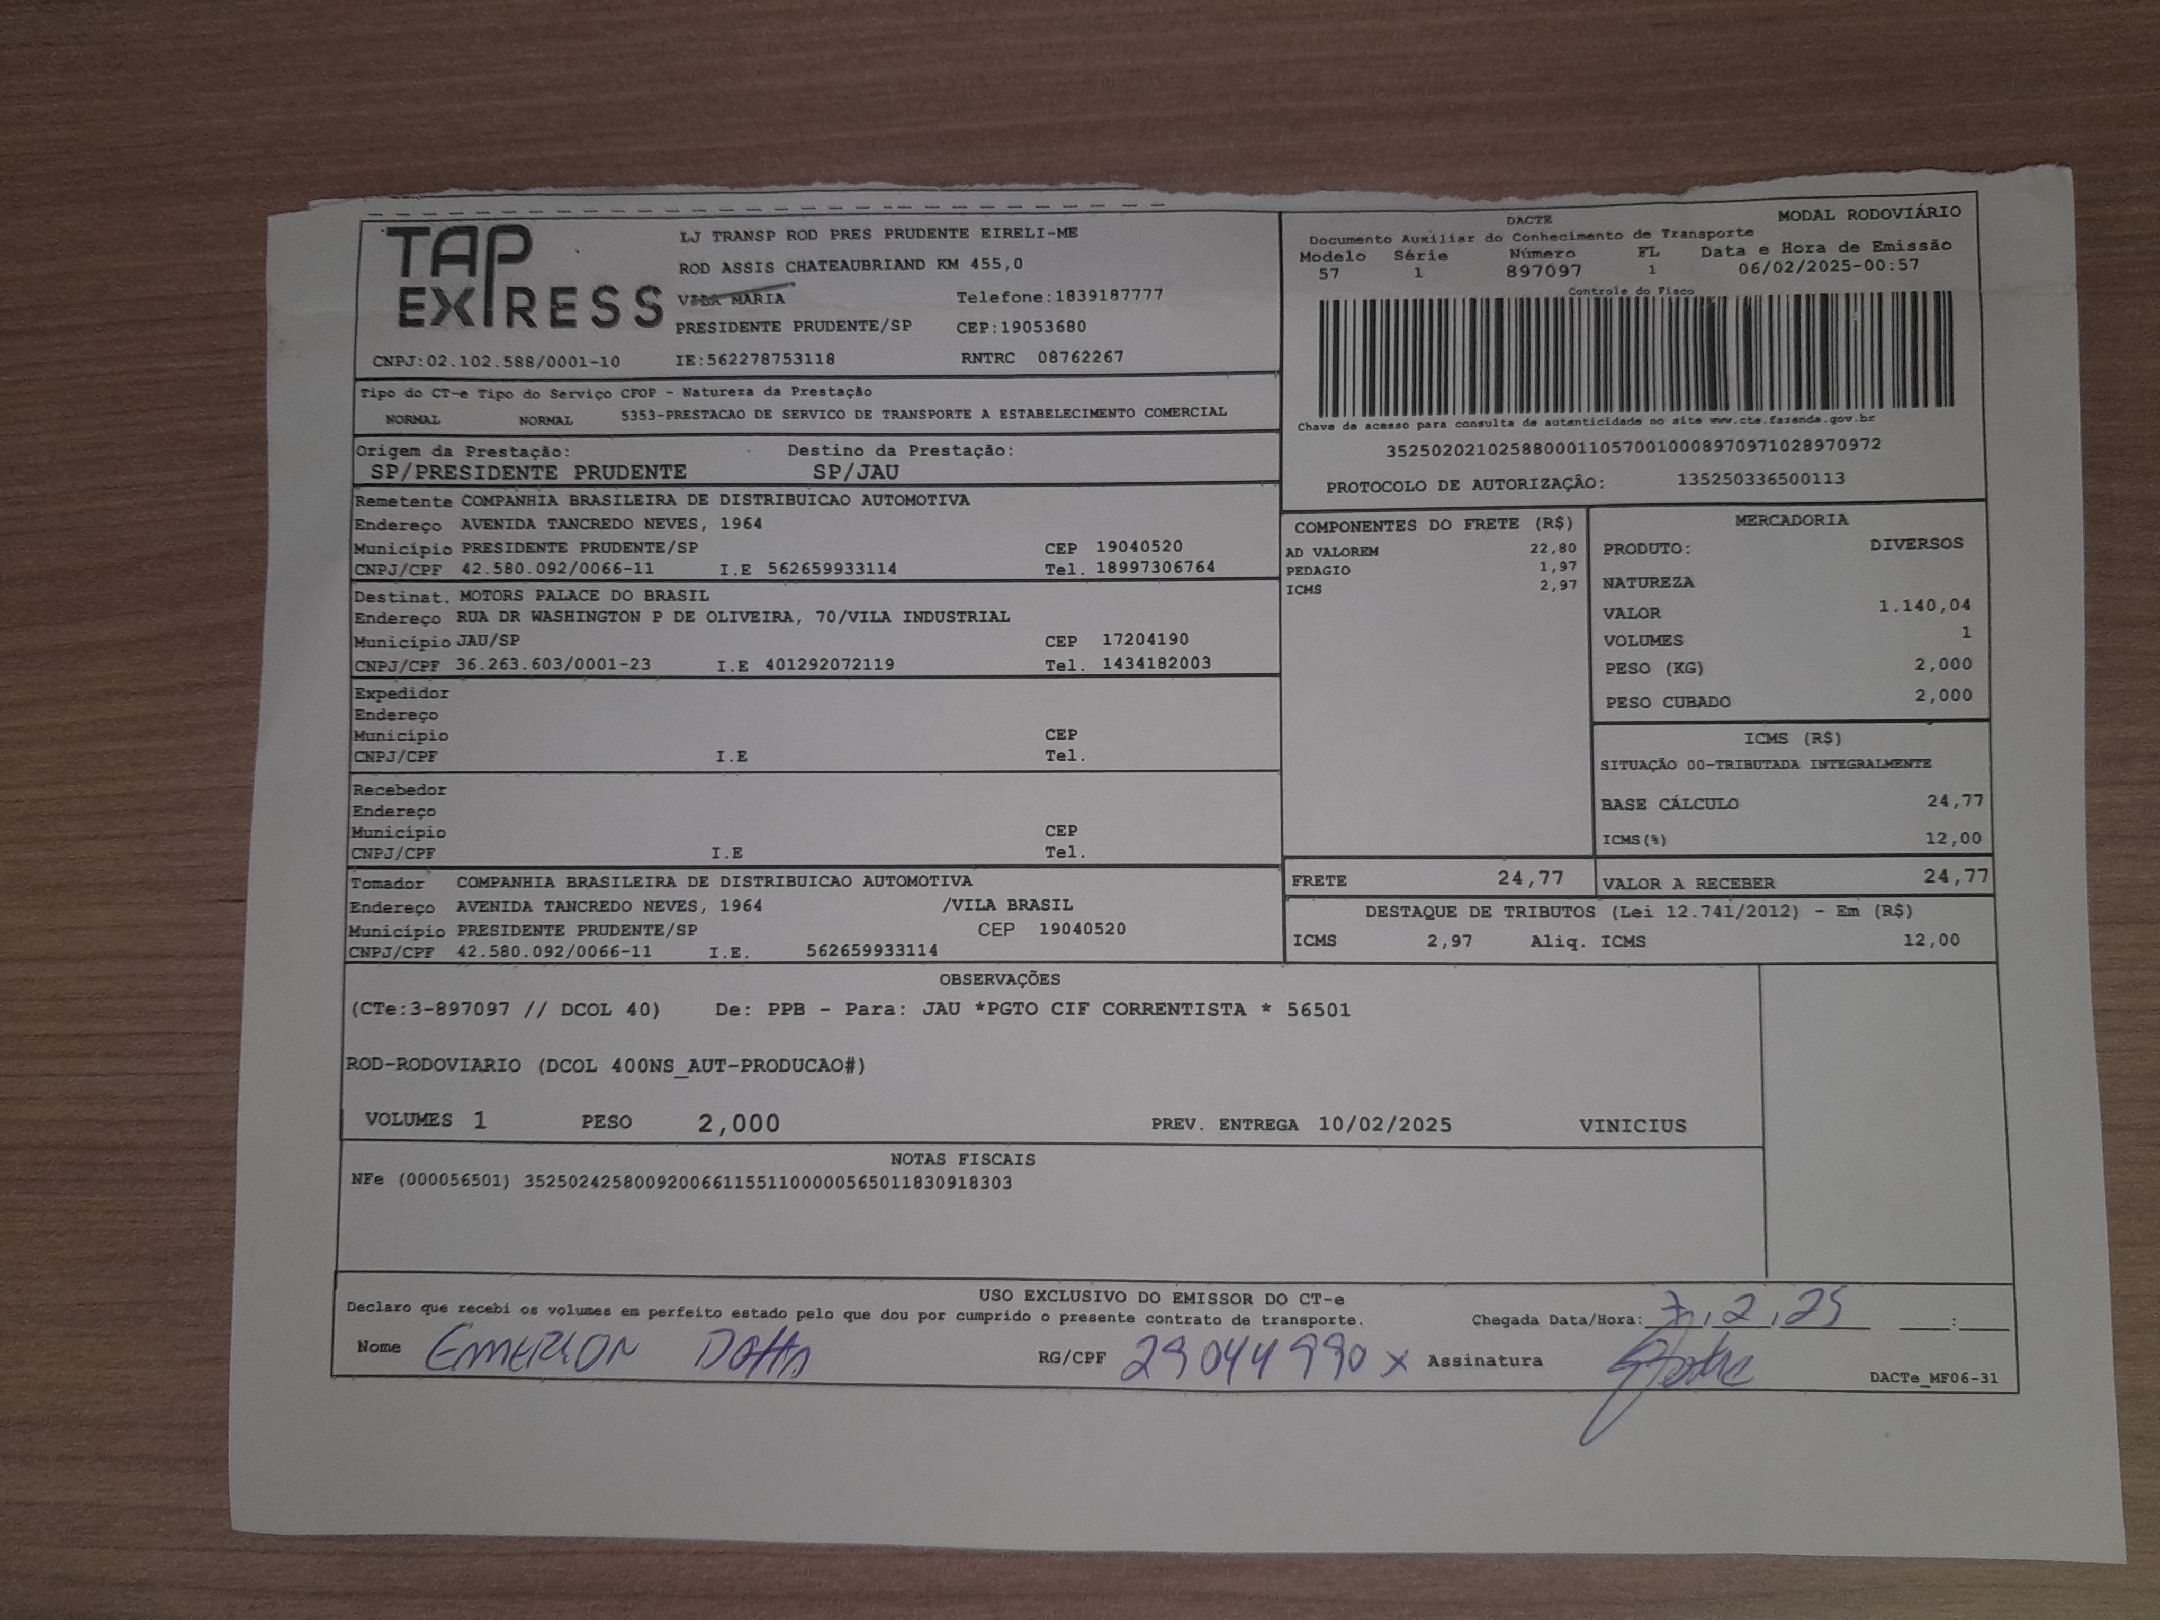 TAP EXPRESS
LJ TRANSP ROD PRES PRUDENTE EIRELI-ME
ROD ASSIS CHATEAUBRIAND KM 455,0
VILA MARIA Telefone:1839187777
PRESIDENTE PRUDENTE/SP CEP:19053680
CNPJ:02.102.588/0001-10 IE:562278753118 RNTRC 08762267
DACTE MODAL RODOVIÁRIO
Documento Auxiliar do Conhecimento de Transporte
Modelo Série Número FL Data e Hora de Emissão
57 1 897097 1 06/02/2025-00:57
Controle do Fisco
Chave de acesso para consulta de autenticidade no site www.cte.fazenda.gov.br
35250202102588000110570010008970971028970972
PROTOCOLO DE AUTORIZAÇÃO: 135250336500113
Tipo do CT-e Tipo do Serviço CFOP - Natureza da Prestação
NORMAL NORMAL 5353-PRESTACAO DE SERVICO DE TRANSPORTE A ESTABELECIMENTO COMERCIAL
Origem da Prestação: Destino da Prestação:
SP/PRESIDENTE PRUDENTE SP/JAU
Remetente COMPANHIA BRASILEIRA DE DISTRIBUICAO AUTOMOTIVA
Endereço AVENIDA TANCREDO NEVES, 1964
Município PRESIDENTE PRUDENTE/SP CEP 19040520
CNPJ/CPF 42.580.092/0066-11 I.E 562659933114 Tel. 18997306764
Destinat. MOTORS PALACE DO BRASIL
Endereço RUA DR WASHINGTON P DE OLIVEIRA, 70/VILA INDUSTRIAL
Município JAU/SP CEP 17204190
CNPJ/CPF 36.263.603/0001-23 I.E 401292072119 Tel. 1434182003
Expedidor
Endereço
Município CEP
CNPJ/CPF I.E Tel.
Recebedor
Endereço
Município CEP
CNPJ/CPF I.E Tel.
Tomador COMPANHIA BRASILEIRA DE DISTRIBUICAO AUTOMOTIVA
Endereço AVENIDA TANCREDO NEVES, 1964 /VILA BRASIL
Município PRESIDENTE PRUDENTE/SP CEP 19040520
CNPJ/CPF 42.580.092/0066-11 I.E. 562659933114
COMPONENTES DO FRETE (R$)
AD VALOREM 22,80
PEDAGIO 1,97
ICMS 2,97
MERCADORIA
PRODUTO: DIVERSOS
NATUREZA
VALOR 1.140,04
VOLUMES 1
PESO (KG) 2,000
PESO CUBADO 2,000
ICMS (R$)
SITUAÇÃO 00-TRIBUTADA INTEGRALMENTE
BASE CÁLCULO 24,77
ICMS(%) 12,00
FRETE 24,77 VALOR A RECEBER 24,77
DESTAQUE DE TRIBUTOS (Lei 12.741/2012) - Em (R$)
ICMS 2,97 Aliq. ICMS 12,00
OBSERVAÇÕES
(CTe:3-897097 // DCOL 40) De: PPB - Para: JAU *PGTO CIF CORRENTISTA * 56501
ROD-RODOVIARIO (DCOL 400NS_AUT-PRODUCAO#)
VOLUMES 1 PESO 2,000 PREV. ENTREGA 10/02/2025 VINICIUS
NOTAS FISCAIS
NFe (000056501) 35250242580092006611551100000565011830918303
USO EXCLUSIVO DO EMISSOR DO CT-e
Declaro que recebi os volumes em perfeito estado pelo que dou por cumprido o presente contrato de transporte. Chegada Data/Hora: 7, 2, 25 __:__
Nome EMERSON DOTTA RG/CPF 29044990 x Assinatura
DACTe_MF06-31